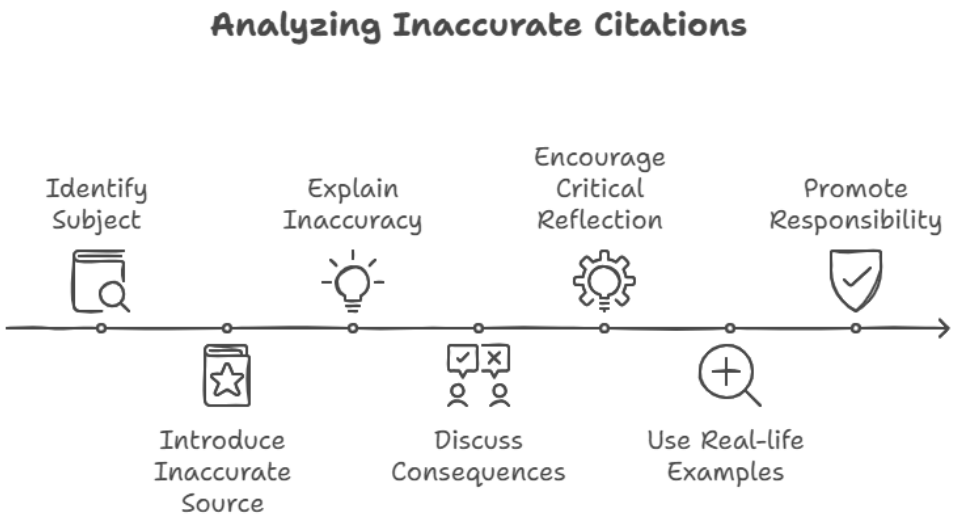 Analyzing Inaccurate Citations
Identify
Subject
Introduce
Inaccurate
Source
Explain
Inaccuracy
Discuss
Consequences
Encourage
Critical
Reflection
Use Real-life
Examples
Promote
Responsibility